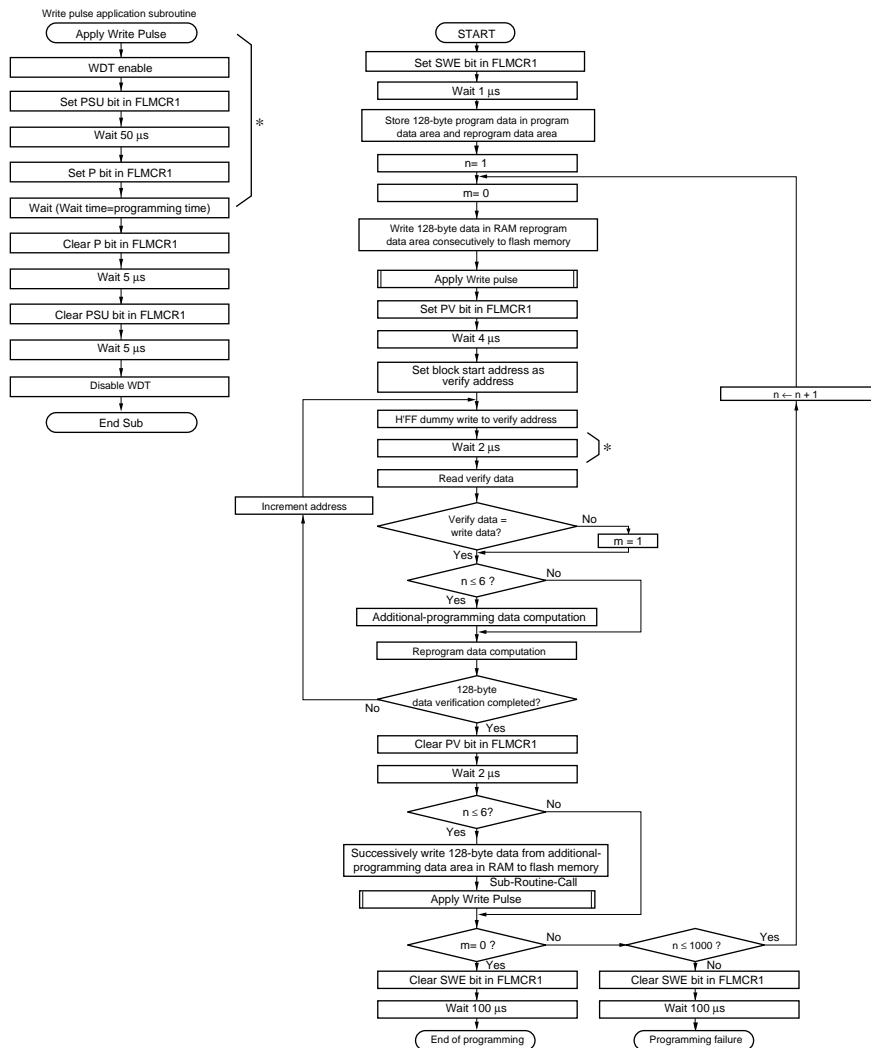 Write pulse application subroutine
Apply Write Pulse
WDT enable
Set PSU bit in FLMCR1
Wait 50 µs
Set P bit in FLMCR1
Wait (Wait time=programming time)
Clear P bit in FLMCR1
Wait 5 µs
Clear PSU bit in FLMCR1
Wait 5 µs
Disable WDT
End Sub
*
START
Set SWE bit in FLMCR1
Wait 1 µs
Store 128-byte program data in program
data area and reprogram data area
n= 1
m= 0
Write 128-byte data in RAM reprogram
data area consecutively to flash memory
Apply Write pulse
Set PV bit in FLMCR1
Wait 4 µs
Set block start address as
verify address
n ← n + 1
H'FF dummy write to verify address
Wait 2 µs
*
Read verify data
Increment address
Verify data =
write data?
No
m = 1
Yes
n ≤ 6 ?
No
Yes
Additional-programming data computation
Reprogram data computation
128-byte
data verification completed?
No
Yes
Clear PV bit in FLMCR1
Wait 2 µs
n ≤ 6?
No
Yes
Successively write 128-byte data from additional-
programming data area in RAM to flash memory
Sub-Routine-Call
Apply Write Pulse
m= 0 ?
No
n ≤ 1000 ?
Yes
Yes
No
Clear SWE bit in FLMCR1
Clear SWE bit in FLMCR1
Wait 100 µs
Wait 100 µs
End of programming
Programming failure